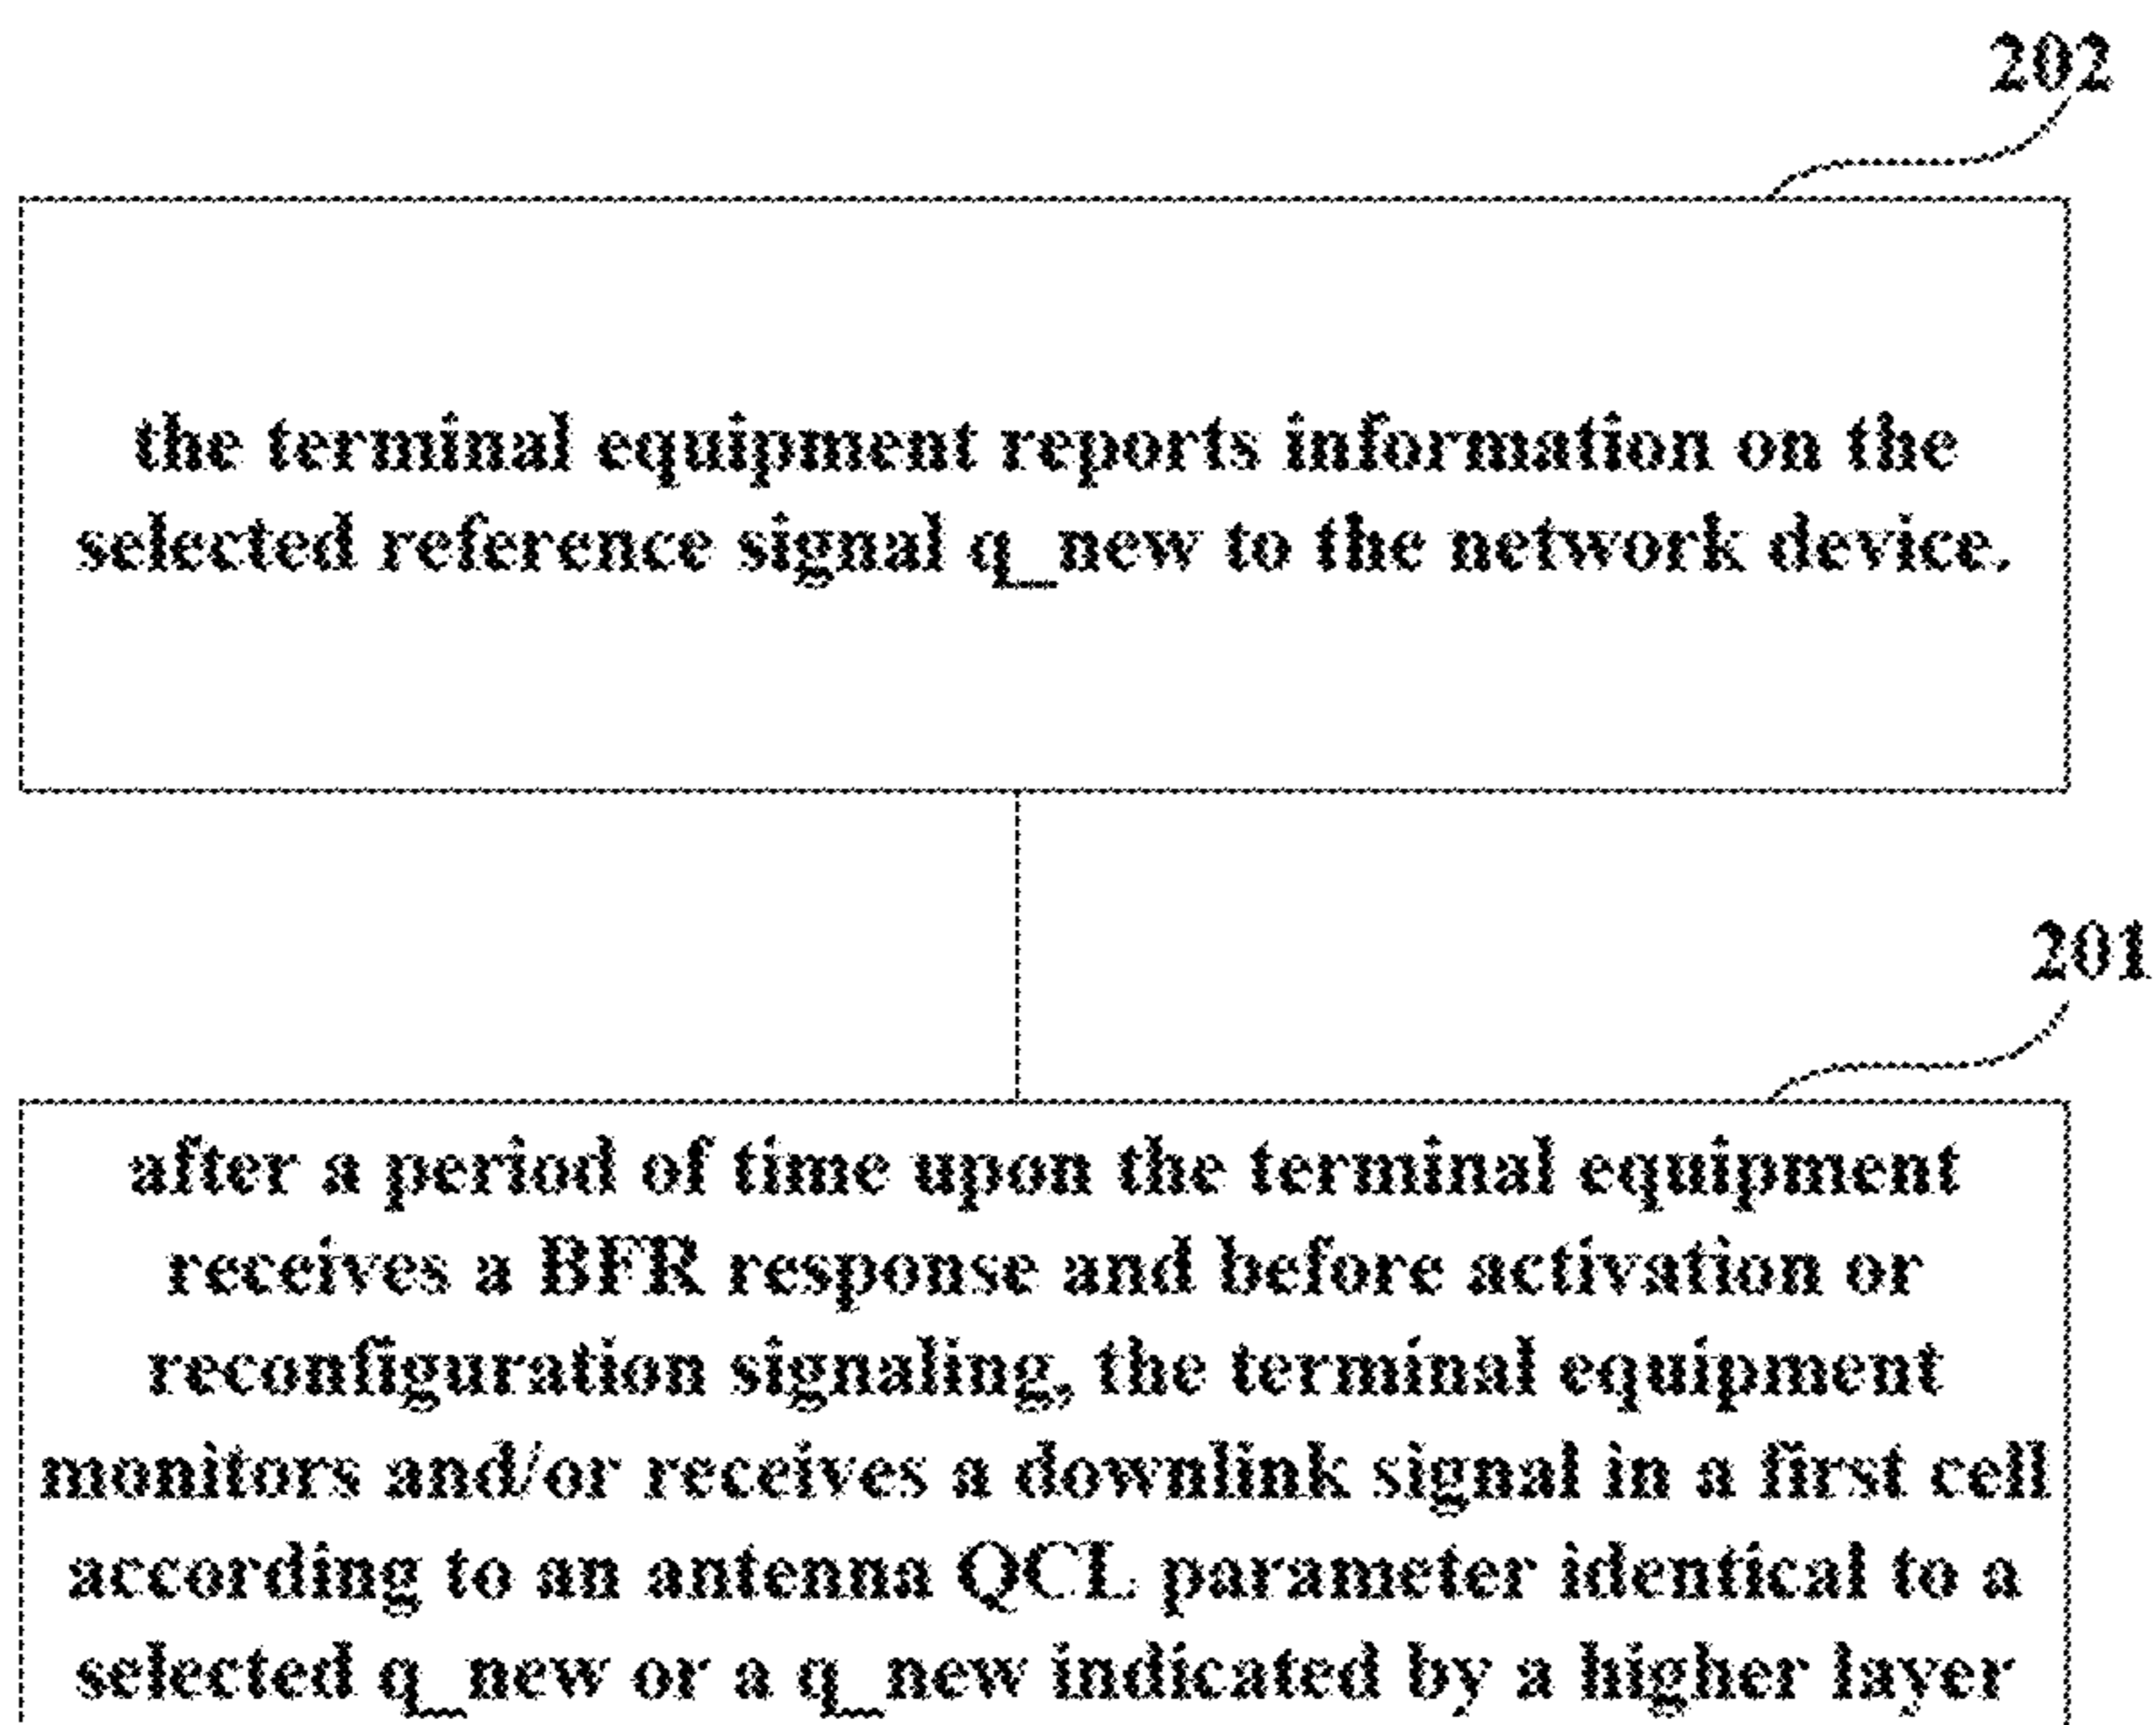 202
the terminal equipment reports information on the
selected reference signal q_new to the network device.
201
after a period of time upon the terminal equipment
receives a BFR response and before activation or
reconfiguration signaling, the terminal equipment
monitors and/or receives a downlink signal in a first cell
according to an antenna QCL parameter identical to a
selected q_new or a q_new indicated by a higher layer